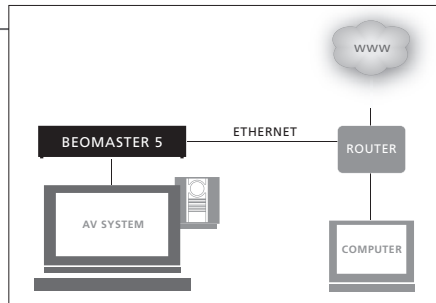 WWW
ETHERNET
BEOMASTER 5
ROUTER
AV SYSTEM
COMPUTER